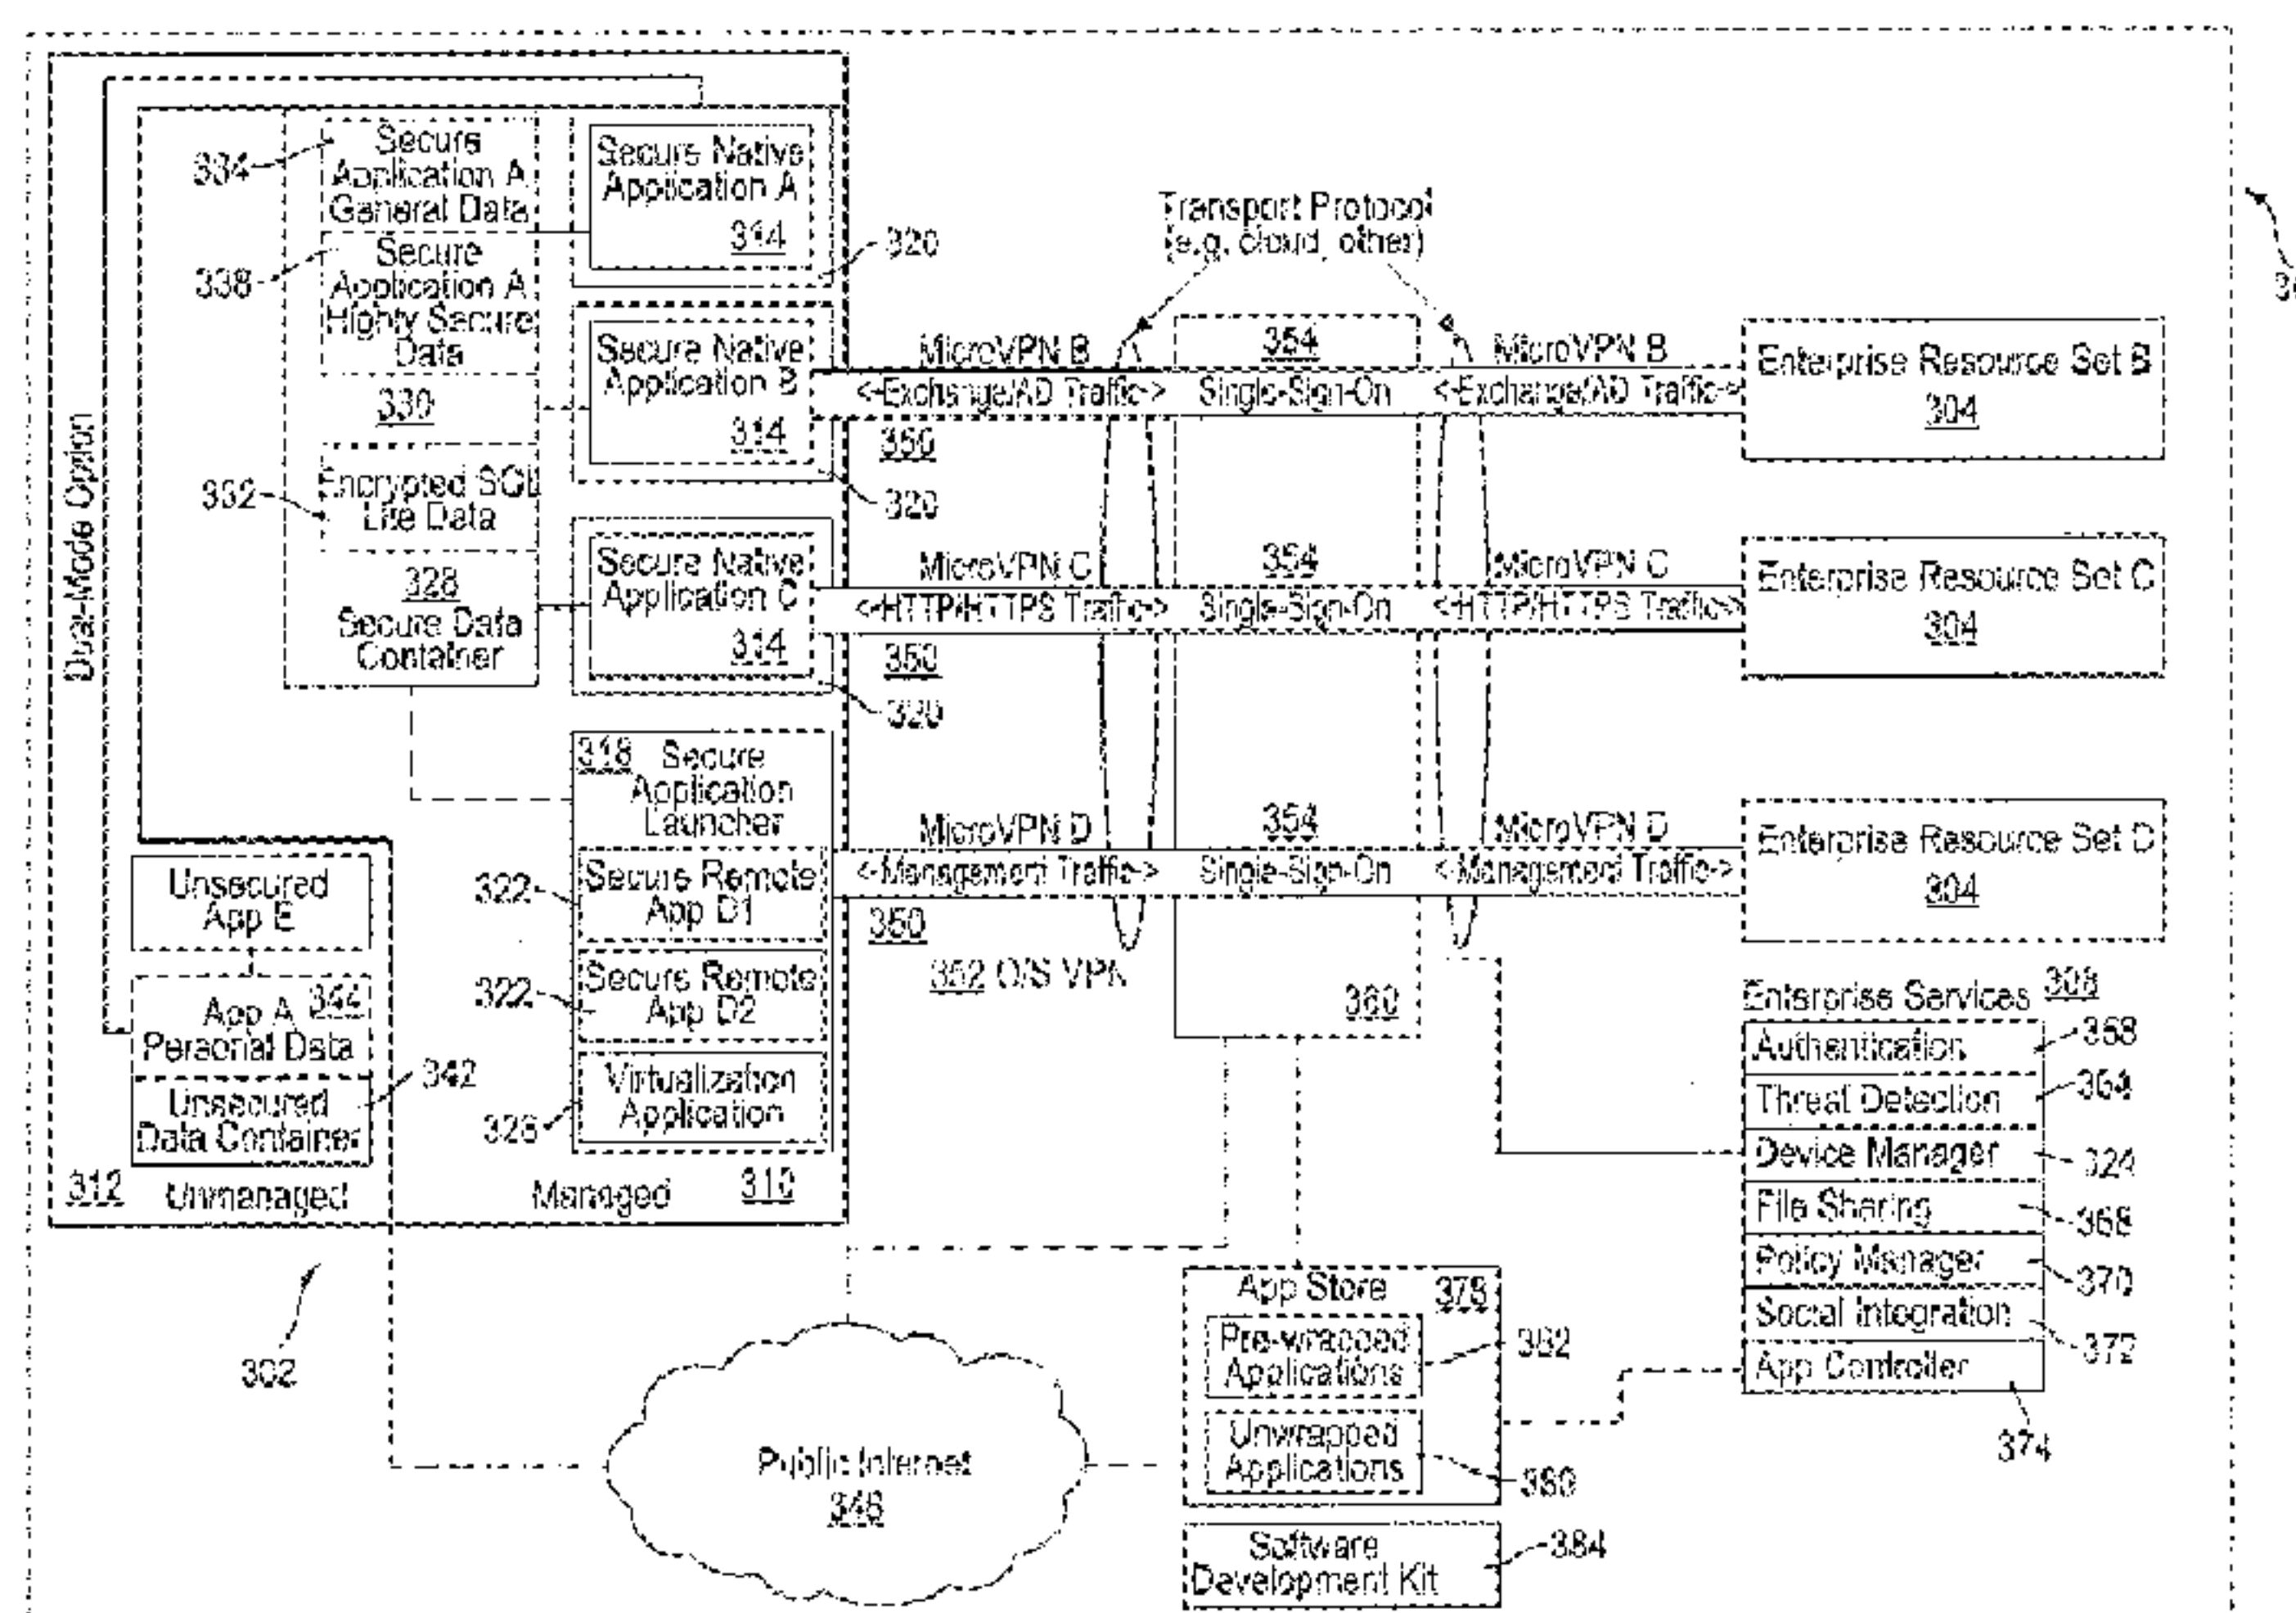 Dual-Mode Option
334
Secure
Application A
General Data
338
Secure
Application A
Highly Secure
Data
330
Encrypted SQL
Lite Data
328
Secure Data
Container
Secure Native
Application A
314
320
Secure Native
Application B
314
320
Secure Native
Application C
314
320
318 Secure
Application
Launcher
322
Secure Remote
App D1
322
Secure Remote
App D2
Virtualization
Application
Managed 310
Unsecured
App E
App A 344
Personal Data
342
Unsecured
Data Container
312 Unmanaged
302
Transport Protocol
(e.g. cloud, other)
MicroVPN B
354
MicroVPN B
<-Exchange/AD Traffic->
Single-Sign-On
<-Exchange/AD Traffic->
350
MicroVPN C
354
MicroVPN C
<-HTTP/HTTPS Traffic->
Single-Sign-On
<-HTTP/HTTPS Traffic->
350
MicroVPN D
354
MicroVPN D
<-Management Traffic->
Single-Sign-On
<-Management Traffic->
350
352 O/S VPN
360
Enterprise Resource Set B
304
Enterprise Resource Set C
304
Enterprise Resource Set D
304
Enterprise Services 308
Authentication
Threat Detection
364
Device Manager
324
File Sharing
368
Policy Manager
370
Social Integration
372
App Controller
374
App Store 378
Pre-wrapped
Applications
Unwrapped
Applications
380
Software
Development Kit
384
Public Internet